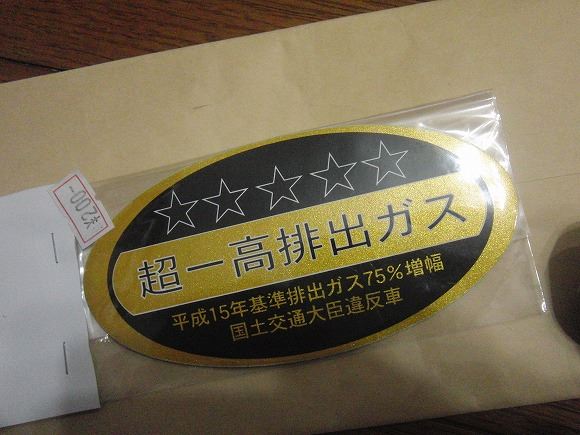 ☆☆☆☆☆
超一高排出ガス
平成15年基準排出ガス75%増幅
国土交通大臣違反車
¥200-